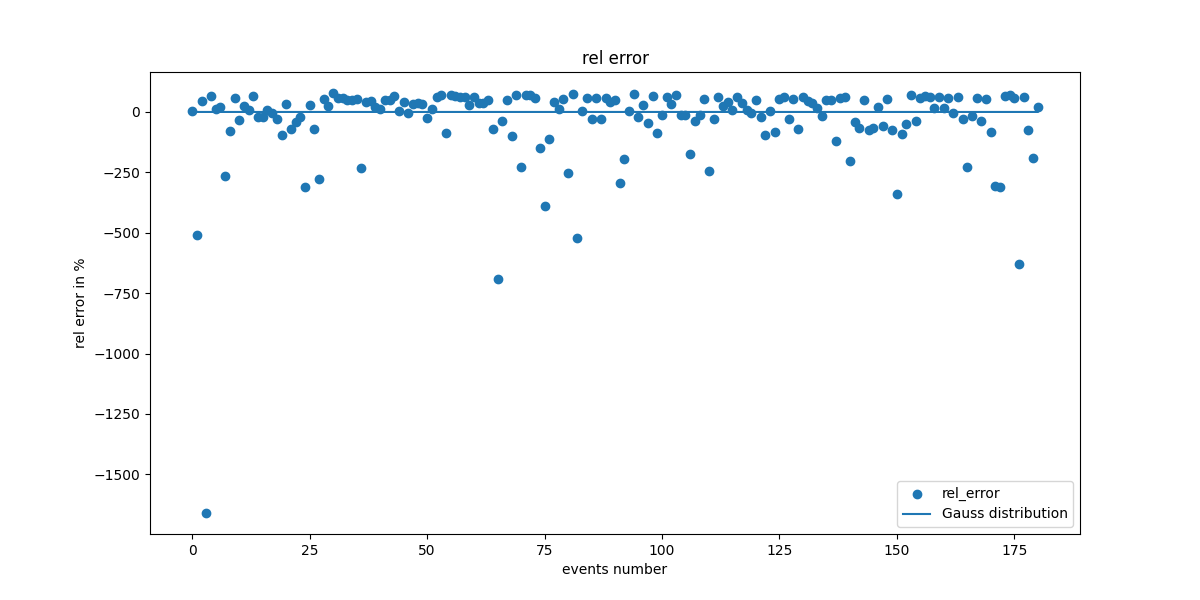 rel error
0
−250
−500
−750
−1000
−1250
−1500
rel error in %
0 25 50 75 100 125 150 175
events number
rel_error
Gauss distribution